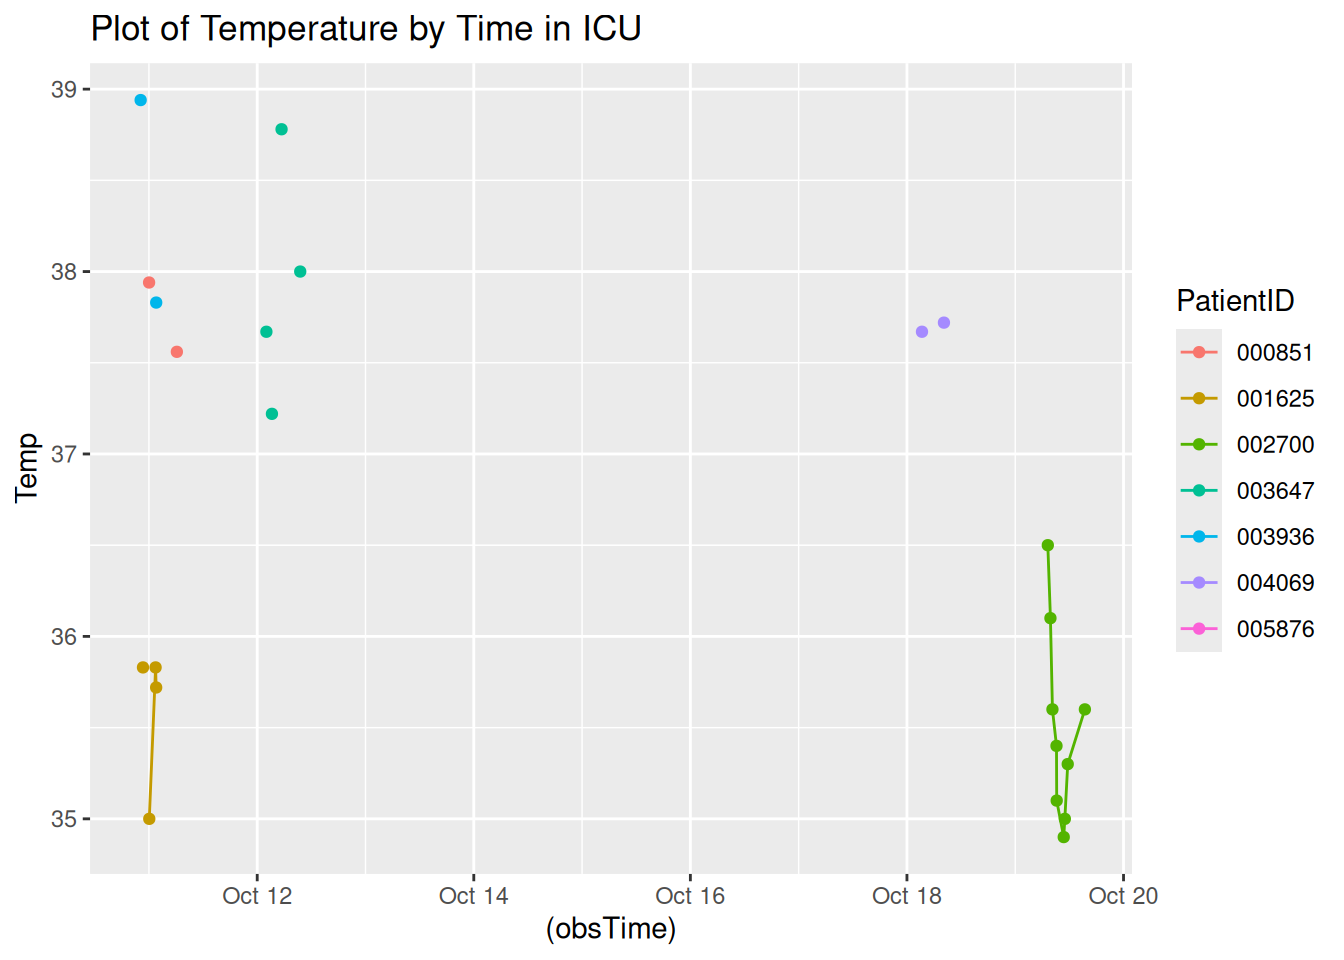 Plot of Temperature by Time in ICU
39
38
37
36
35
Temp
Oct 12
Oct 14
Oct 16
Oct 18
Oct 20
(obsTime)
PatientID
000851
001625
002700
003647
003936
004069
005876